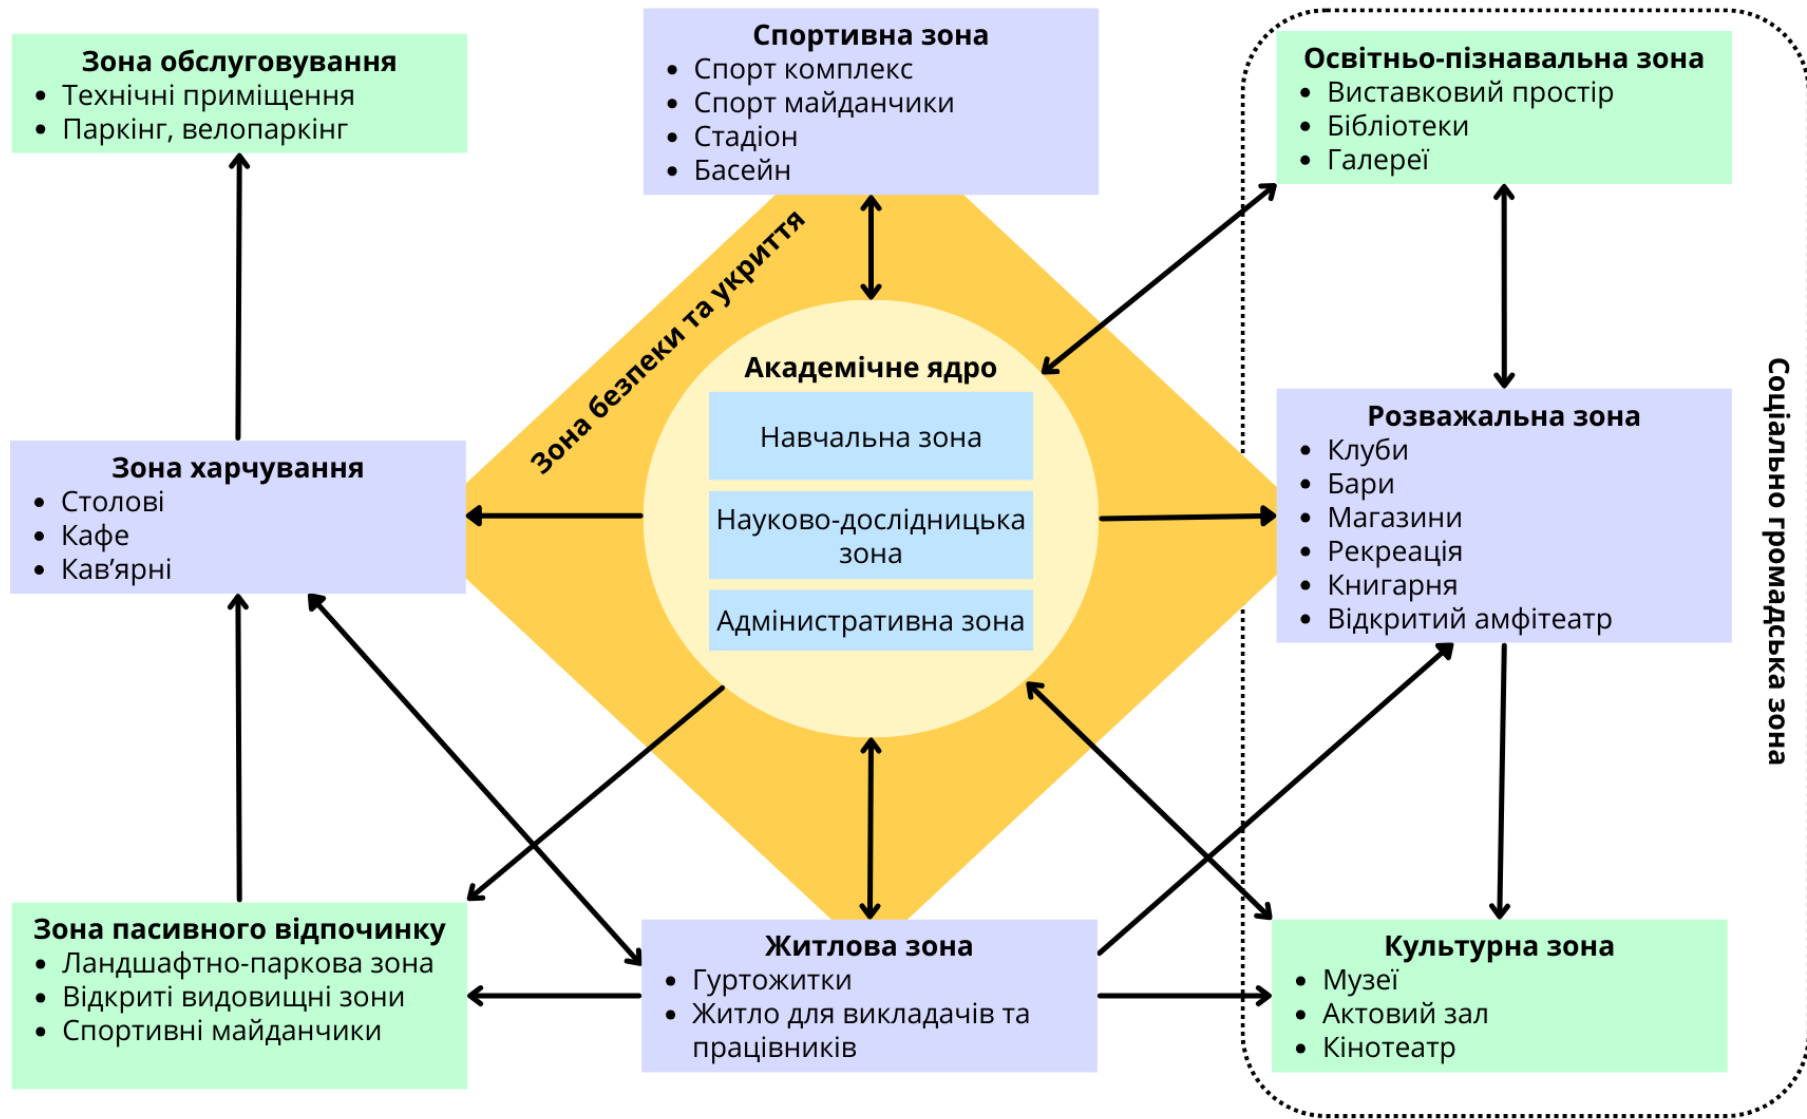 Зона обслуговування
• Технічні приміщення
• Паркінг, велопаркінг
Спортивна зона
• Спорт комплекс
• Спорт майданчики
• Стадіон
• Басейн
Освітньо-пізнавальна зона
• Виставковий простір
• Бібліотеки
• Галереї
Зона безпеки та укриття
Академічне ядро
Навчальна зона
Науково-дослідницька
зона
Адміністративна зона
Зона харчування
• Столові
• Кафе
• Кав’ярні
Розважальна зона
• Клуби
• Бари
• Магазини
• Рекреація
• Книгарня
• Відкритий амфітеатр
Соціально громадська зона
Зона пасивного відпочинку
• Ландшафтно-паркова зона
• Відкриті видовищні зони
• Спортивні майданчики
Житлова зона
• Гуртожитки
• Житло для викладачів та
працівників
Культурна зона
• Музеї
• Актовий зал
• Кінотеатр